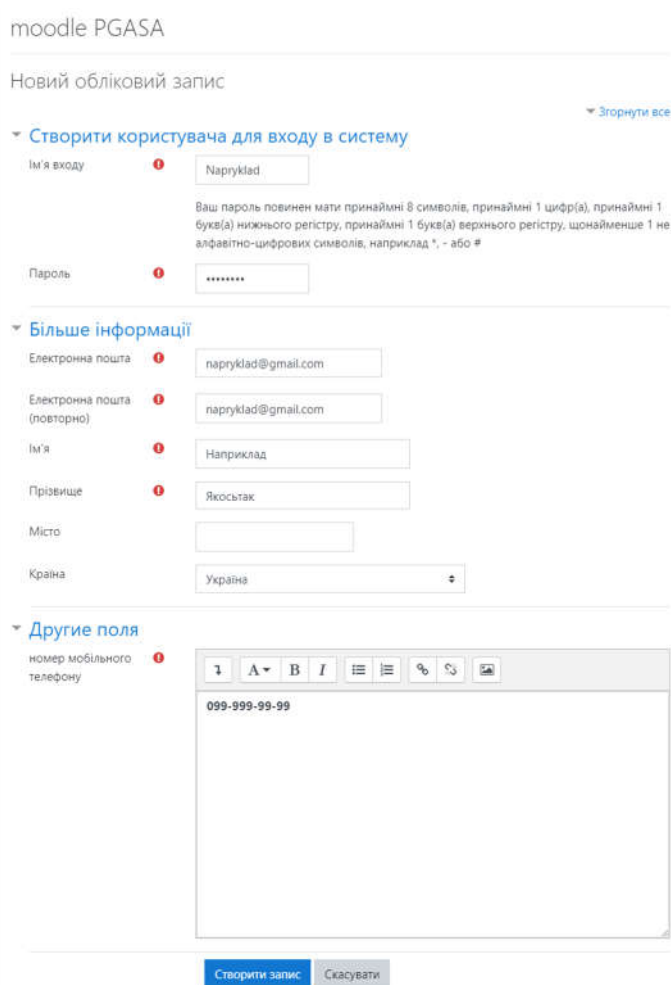 moodle PGASA
Новий обліковий запис
Згорнути все
Створити користувача для входу в систему
Ім'я входу
Napryklad
Ваш пароль повинен мати принаймні 8 символів, принаймні 1 цифр(а), принаймні 1
букв(а) нижнього регістру, принаймні 1 букв(а) верхнього регістру, щонайменше 1 не
алфавітно-цифрових символів, наприклад *, - або #
Пароль
••••••••
Більше інформації
Електронна пошта
napryklad@gmail.com
Електронна пошта
(повторно)
napryklad@gmail.com
Ім'я
Наприклад
Прізвище
Якосьтак
Місто
Країна
Україна
Другие поля
номер мобільного
телефону
A B I
099-999-99-99
Створити запис Скасувати